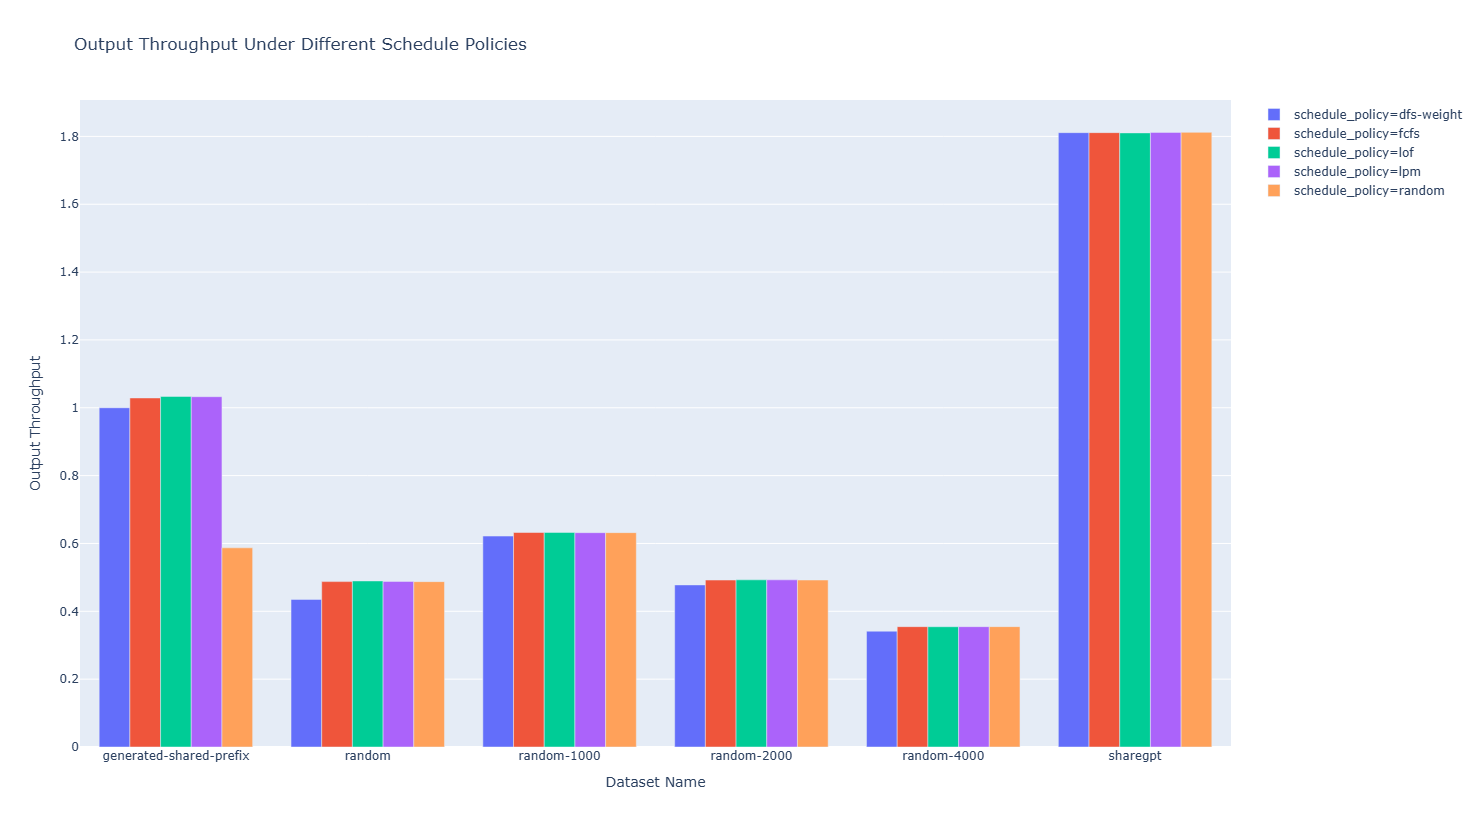 Output Throughput Under Different Schedule Policies
schedule_policy=dfs-weight
schedule_policy=fcfs
schedule_policy=lof
schedule_policy=lpm
schedule_policy=random
Output Throughput
1.8
1.6
1.4
1.2
1
0.8
0.6
0.4
0.2
0
generated-shared-prefix
random
random-1000
random-2000
random-4000
sharegpt
Dataset Name